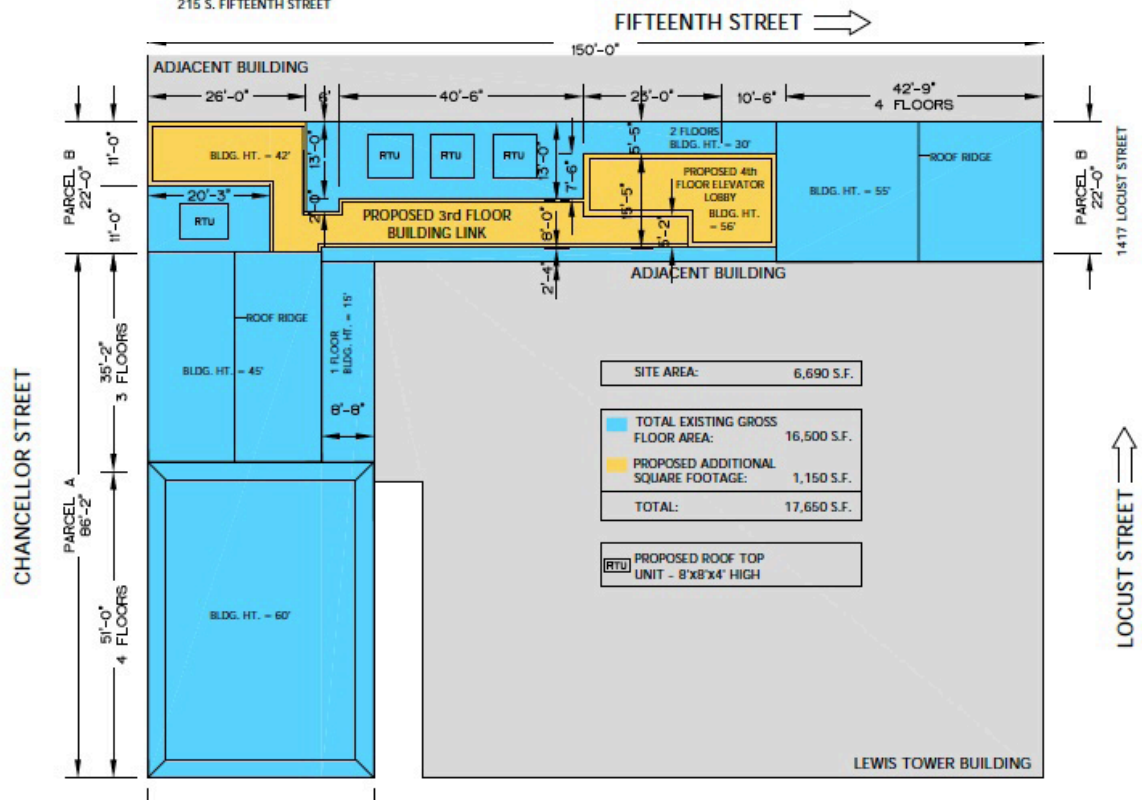 215 S. FIFTEENTH STREET
FIFTEENTH STREET
150'-0"
ADJACENT BUILDING
26'-0"
6'
40'-6"
10'-6"
42'-9"
4 FLOORS
PARCEL B
22'-0"
11'-0"
11'-0"
BLDG. HT. = 42'
13'-0"
RTU
RTU
RTU
13'-0"
7'-6"
5'-5"
2 FLOORS
BLDG. HT. = 30'
PROPOSED 4th
FLOOR ELEVATOR
LOBBY
BLDG. HT.
= 56'
15'-5"
BLDG. HT. = 55'
ROOF RIDGE
PARCEL B
22'-0"
1417 LOCUST STREET
20'-3"
RTU
PROPOSED 3rd FLOOR
BUILDING LINK
8'-0"
5'-2"
2'-4"
ADJACENT BUILDING
CHANCELLOR STREET
PARCEL A
86'-2"
35'-2"
3 FLOORS
ROOF RIDGE
BLDG. HT. = 45'
1 FLOOR
BLDG. HT. = 15'
8'-8"
51'-0"
4 FLOORS
BLDG. HT. = 60'
SITE AREA: 6,690 S.F.
TOTAL EXISTING GROSS
FLOOR AREA: 16,500 S.F.
PROPOSED ADDITIONAL
SQUARE FOOTAGE: 1,150 S.F.
TOTAL: 17,650 S.F.
RTU PROPOSED ROOF TOP
UNIT - 8'x8'x4' HIGH
LOCUST STREET
LEWIS TOWER BUILDING